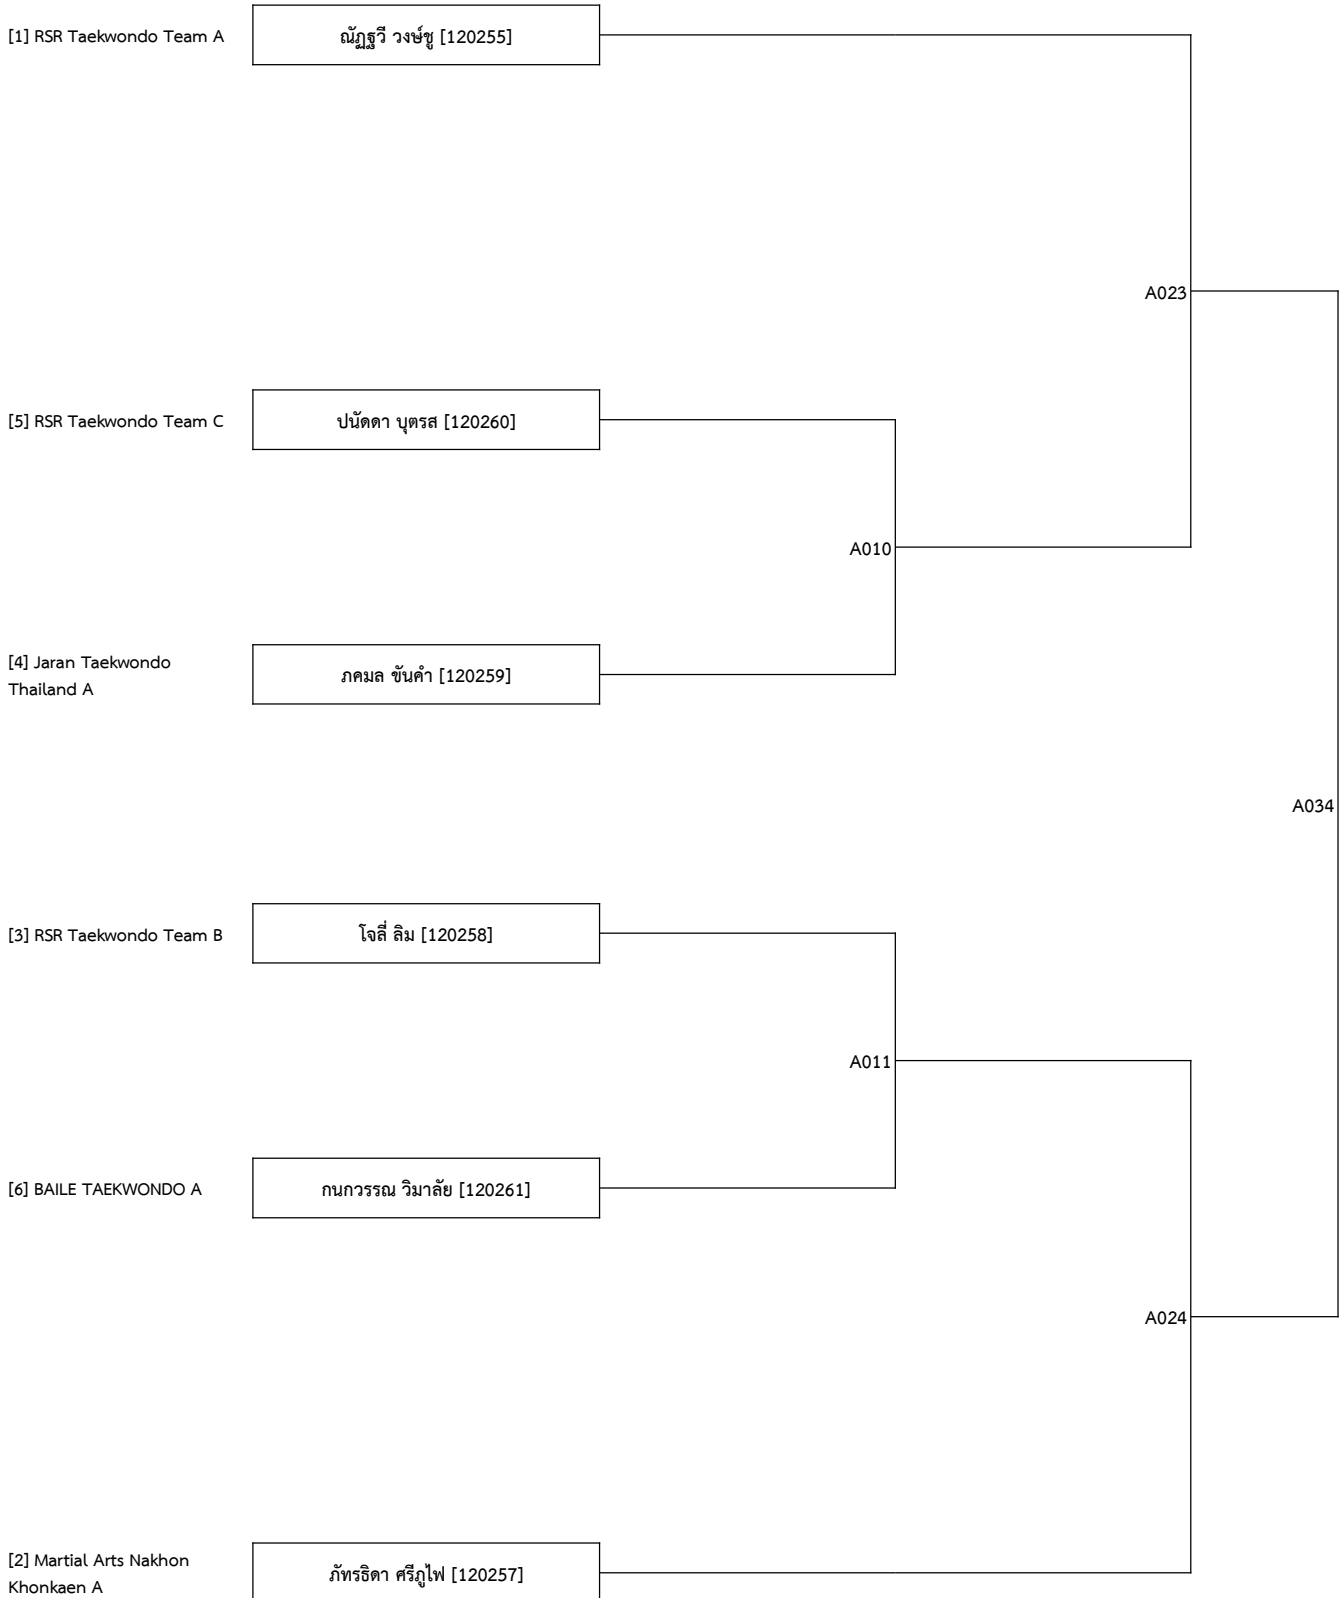 [1] RSR Taekwondo Team A
ณัฏฐวี วงษ์ชู [120255]
A023
[5] RSR Taekwondo Team C
ปนัดดา บุตรส [120260]
A010
[4] Jaran Taekwondo
Thailand A
ภคมล ขันคำ [120259]
A034
[3] RSR Taekwondo Team B
โจลี่ ลิม [120258]
A011
[6] BAILE TAEKWONDO A
กนกวรรณ วิมาลัย [120261]
A024
[2] Martial Arts Nakhon
Khonkaen A
ภัทรธิดา ศรีภูไฟ [120257]